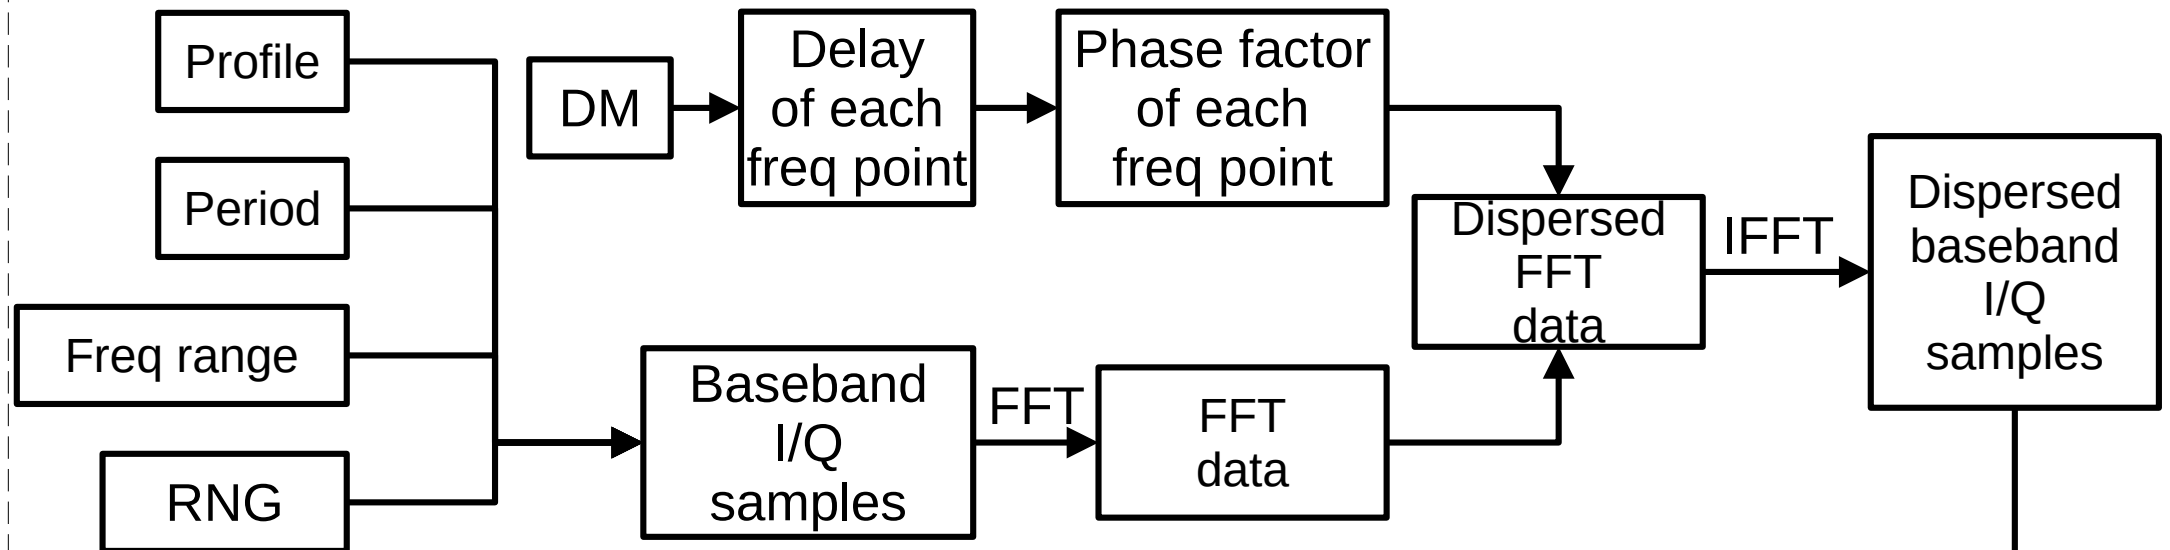 Profile
Period
Freq range
RNG
DM
Delay
of each
freq point
Phase factor
of each
freq point
Baseband
I/Q
samples
FFT
FFT
data
Dispersed
FFT
data
IFFT
Dispersed
baseband
I/Q
samples